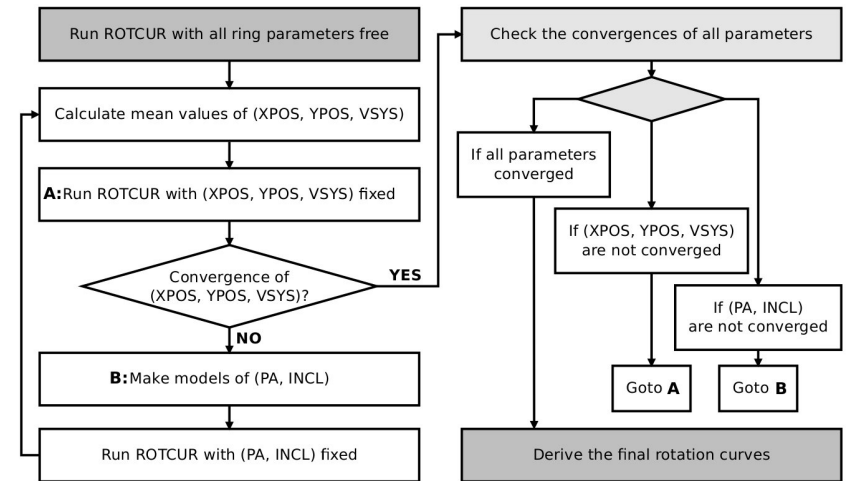 Run ROTCUR with all ring parameters free
Calculate mean values of (XPOS, YPOS, VSYS)
A:Run ROTCUR with (XPOS, YPOS, VSYS) fixed
Convergence of
(XPOS, YPOS, VSYS)?
YES
NO
B:Make models of (PA, INCL)
Run ROTCUR with (PA, INCL) fixed
Check the convergences of all parameters
If all parameters
converged
If (XPOS, YPOS, VSYS)
are not converged
If (PA, INCL)
are not converged
Goto A
Goto B
Derive the final rotation curves